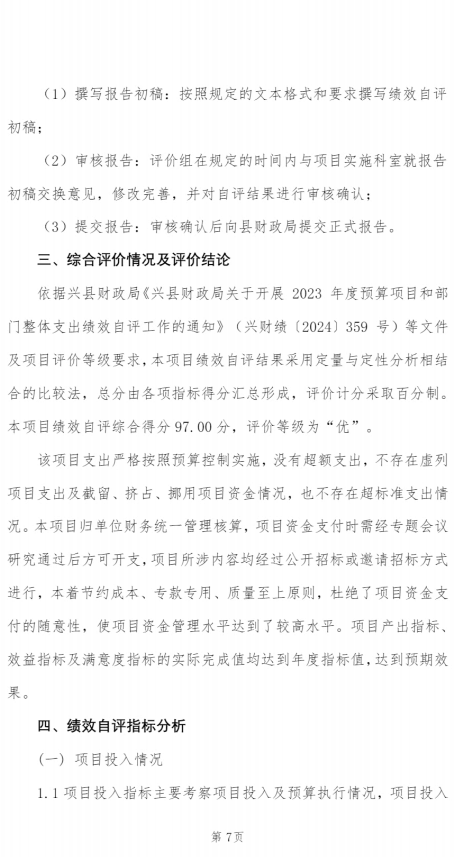 （1）撰写报告初稿：按照规定的文本格式和要求撰写绩效自评
初稿；
（2）审核报告：评价组在规定的时间内与项目实施科室就报告
初稿交换意见，修改完善，并对自评结果进行审核确认；
（3）提交报告：审核确认后向县财政局提交正式报告。
三、综合评价情况及评价结论
依据兴县财政局《兴县财政局关于开展 2023 年度预算项目和部
门整体支出绩效自评工作的通知》（兴财绩〔2024〕359 号）等文件
及项目评价等级要求，本项目绩效自评结果采用定量与定性分析相结
合的比较法，总分由各项指标得分汇总形成，评价计分采取百分制。
本项目绩效自评综合得分 97.00 分，评价等级为“优”。
该项目支出严格按照预算控制实施，没有超额支出，不存在虚列
项目支出及截留、挤占、挪用项目资金情况，也不存在超标准支出情
况。本项目归单位财务统一管理核算，项目资金支付时需经专题会议
研究通过后方可开支，项目所涉内容均经过公开招标或邀请招标方式
进行，本着节约成本、专款专用、质量至上原则，杜绝了项目资金支
付的随意性，使项目资金管理水平达到了较高水平。项目产出指标、
效益指标及满意度指标的实际完成值均达到年度指标值，达到预期效
果。
四、绩效自评指标分析
(一) 项目投入情况
1.1 项目投入指标主要考察项目投入及预算执行情况，项目投入
第 7页